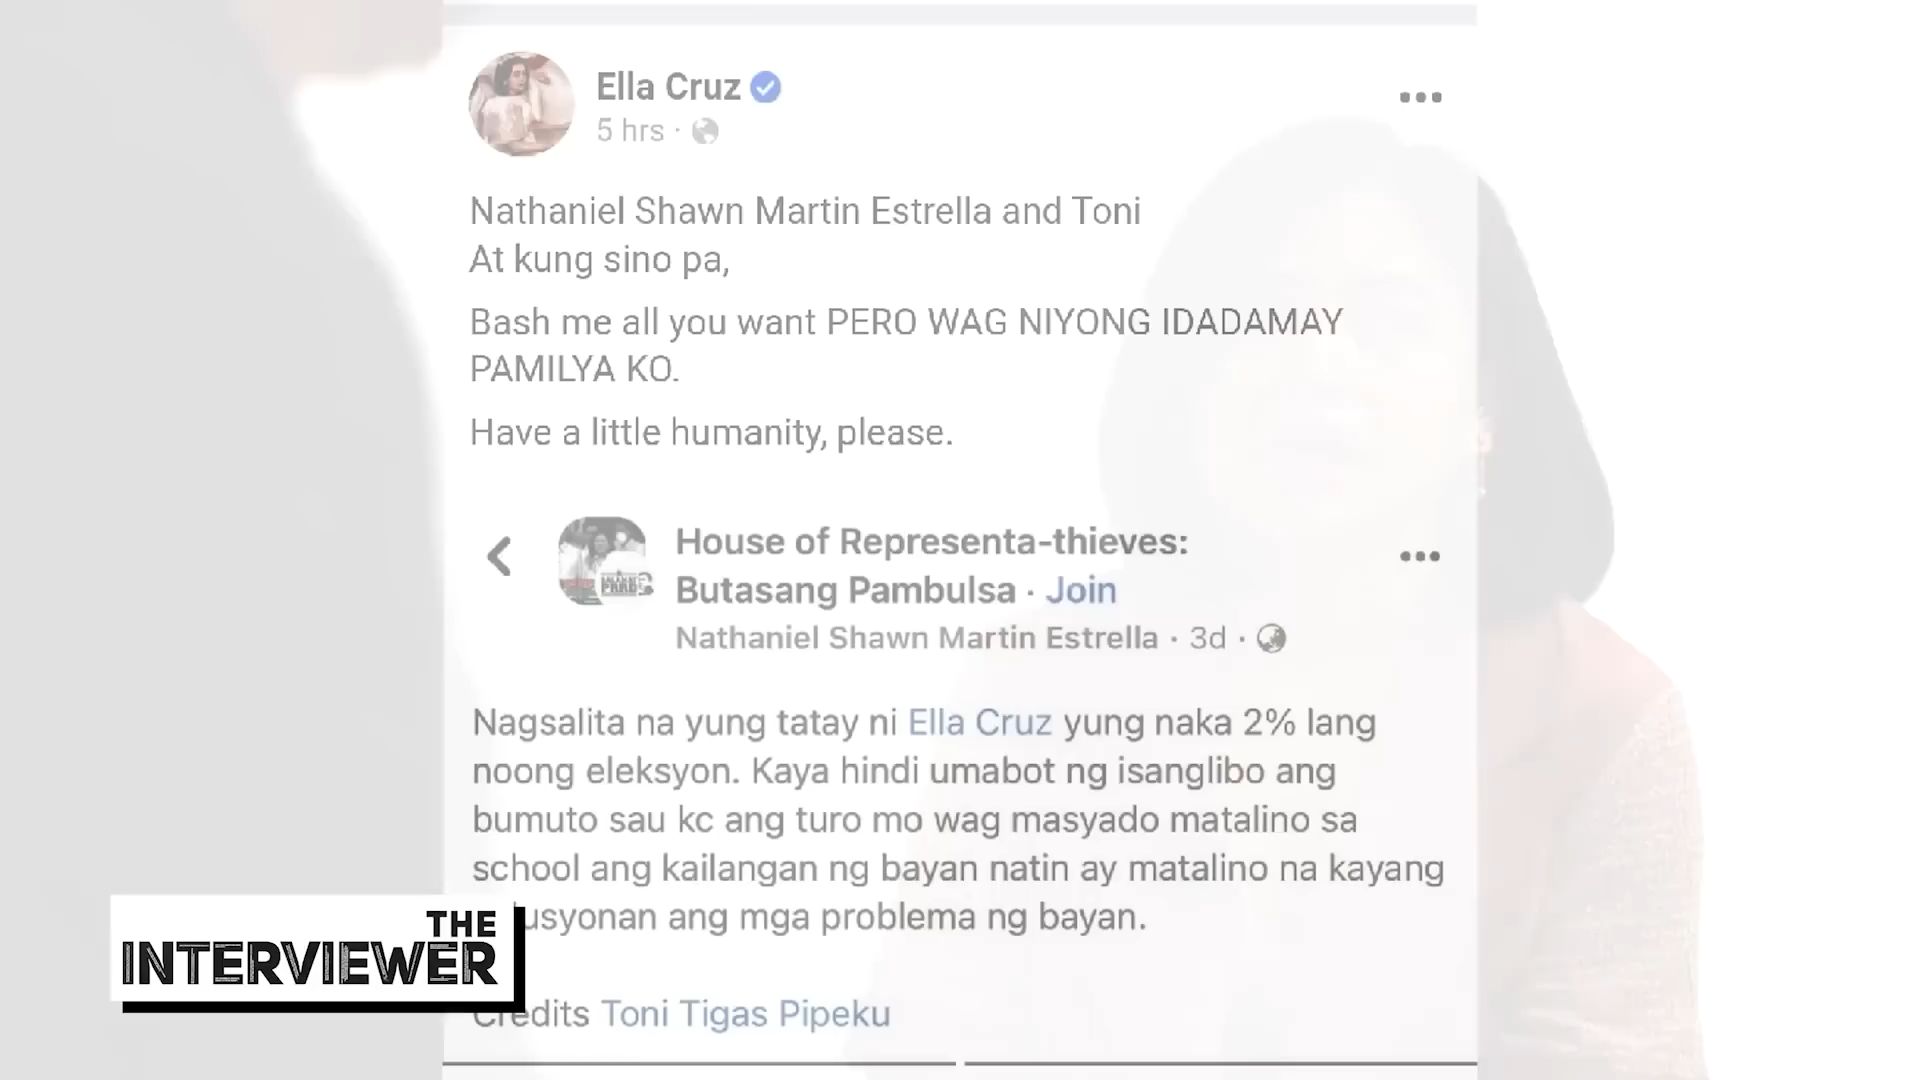 Ella Cruz
5 hrs ·
Nathaniel Shawn Martin Estrella and Toni
At kung sino pa,
Bash me all you want PERO WAG NIYONG IDADAMAY
PAMILYA KO.
Have a little humanity, please.
House of Representa-thieves:
Butasang Pambulsa · Join
Nathaniel Shawn Martin Estrella · 3d ·
Nagsalita na yung tatay ni Ella Cruz yung naka 2% lang
noong eleksyon. Kaya hindi umabot ng isanglibo ang
bumuto sau kc ang turo mo wag masyado matalino sa
school ang kailangan ng bayan natin ay matalino na kayang
usyonan ang mga problema ng bayan.
Credits Toni Tigas Pipeku
THE
INTERVIEWER